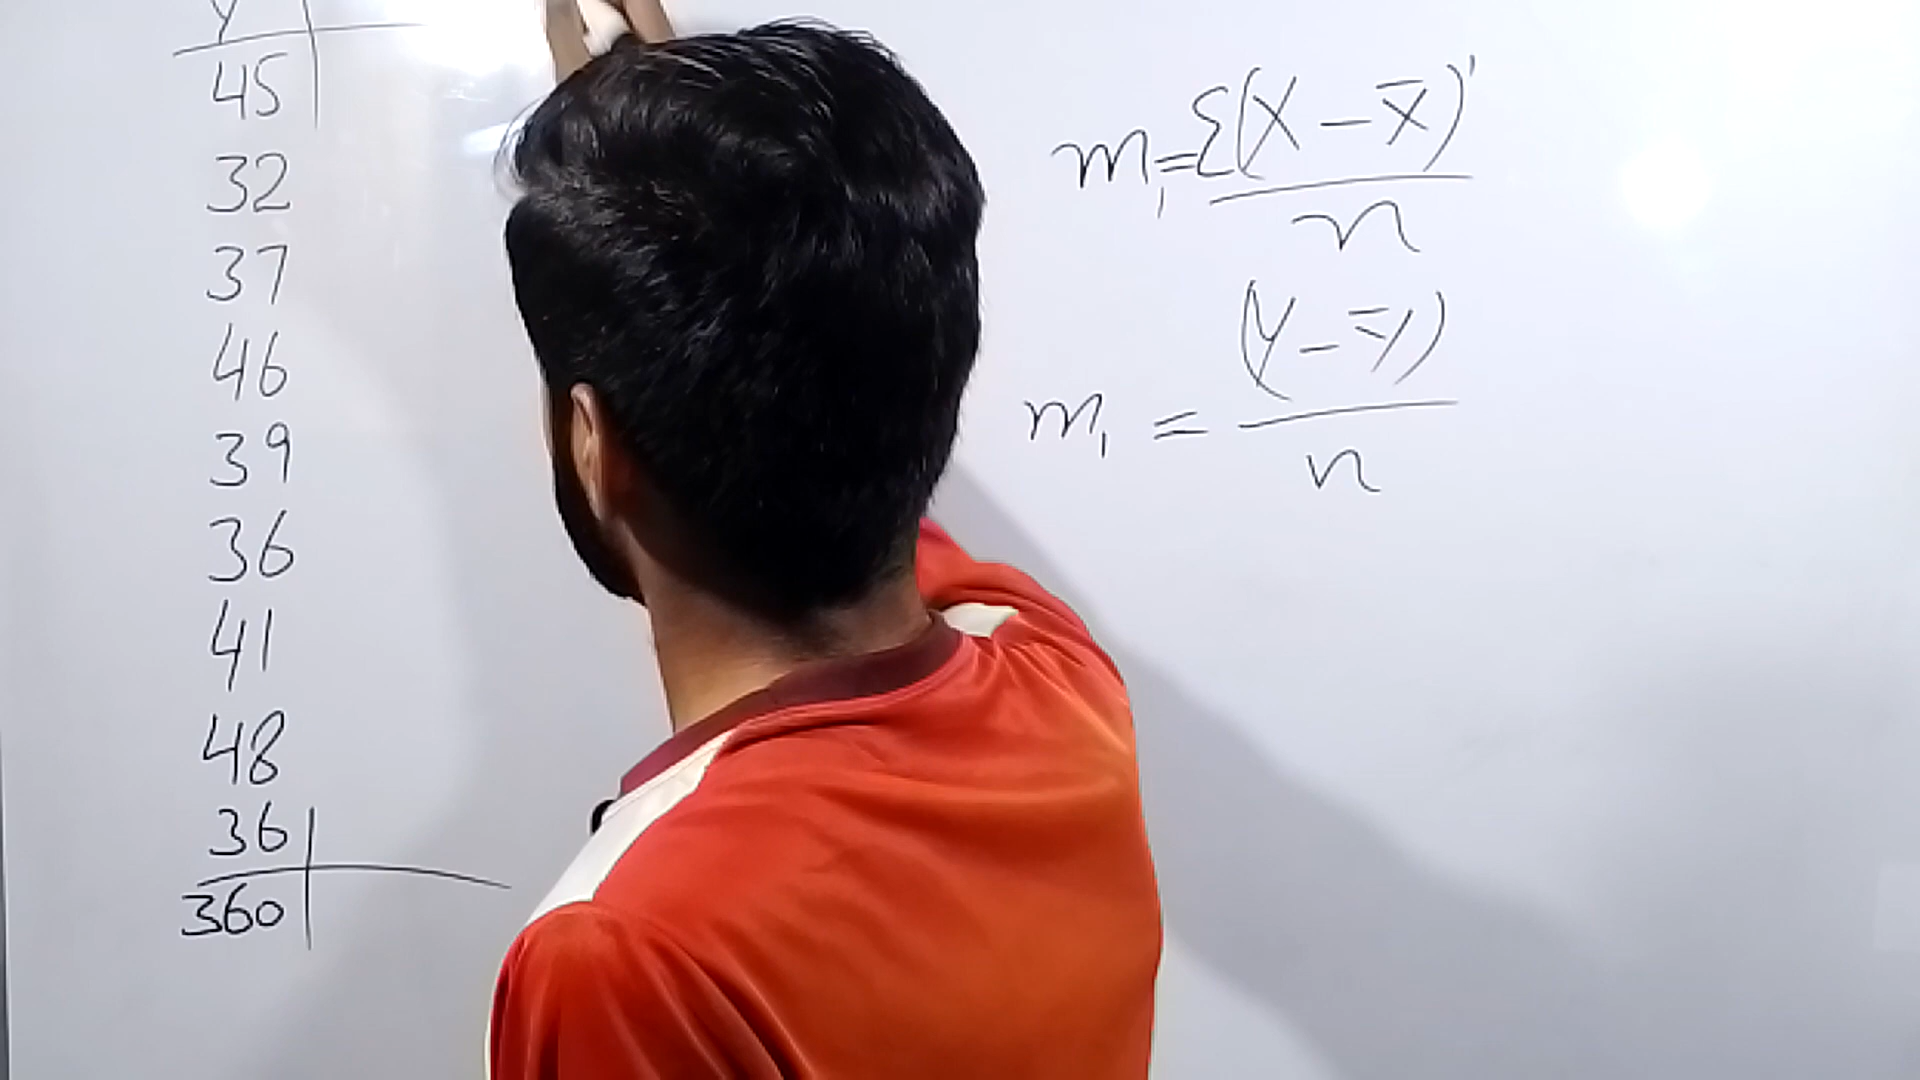 y
45
32
37
46
39
36
41
48
36
360
m₁ = Σ(X – X̄)¹
n
(y – ȳ)
m₁ =
n